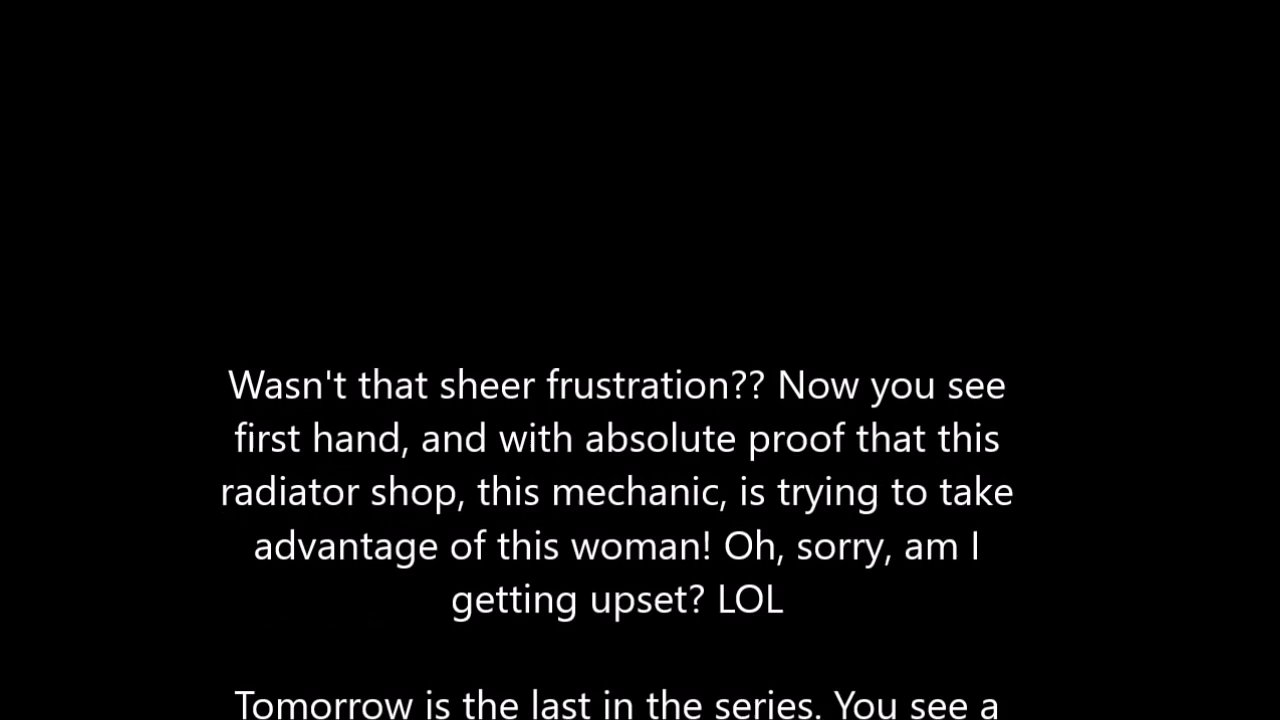 Wasn't that sheer frustration?? Now you see
first hand, and with absolute proof that this
radiator shop, this mechanic, is trying to take
advantage of this woman! Oh, sorry, am I
getting upset? LOL
Tomorrow is the last in the series. You see a